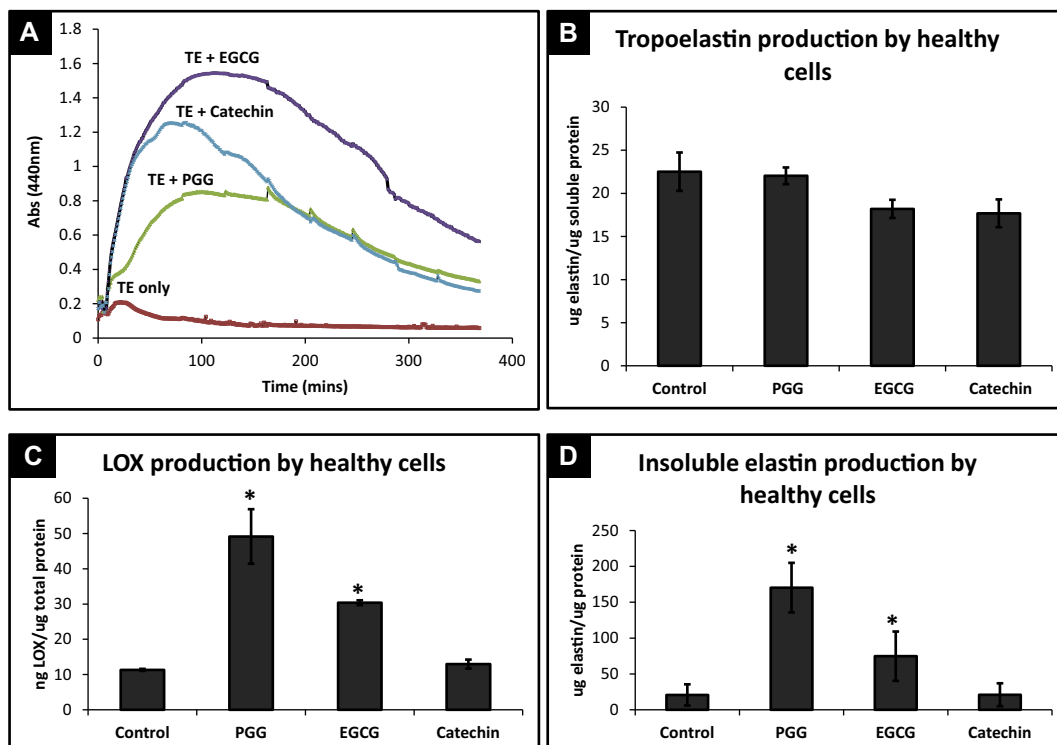 A
Abs (440nm)
1.8
1.6
1.4
1.2
1
0.8
0.6
0.4
0.2
0
TE + EGCG
TE + Catechin
TE + PGG
TE only
0 100 200 300 400
Time (mins)
B
Tropoelastin production by healthy
cells
ug elastin/ug soluble protein
30
25
20
15
10
5
0
Control PGG EGCG Catechin
C
LOX production by healthy cells
ng LOX/ug total protein
60
50
40
30
20
10
0
*
*
Control PGG EGCG Catechin
D
Insoluble elastin production by
healthy cells
ug elastin/ug protein
250
200
150
100
50
0
*
*
Control PGG EGCG Catechin